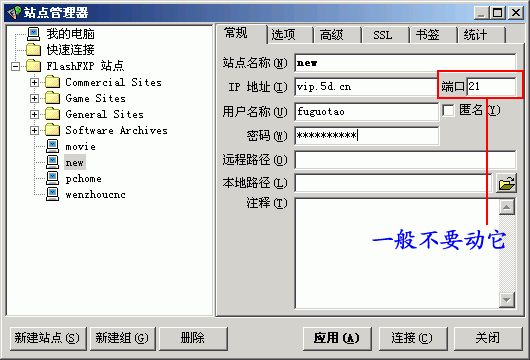 站点管理器
我的电脑
快速连接
FlashFXP 站点
Commercial Sites
Game Sites
General Sites
Software Archives
movie
new
pchome
wenzhoucnc
常规 选项 高级 SSL 书签 统计
站点名称(N) new
IP 地址(I) vip.5d.cn 端口 21
用户名称(U) fuguotao 匿名(Y)
密码(W) **********
远程路径(O)
本地路径(L)
注释(T)
一般不要动它
新建站点(S) 新建组(G) 删除 应用(A) 连接(C) 关闭